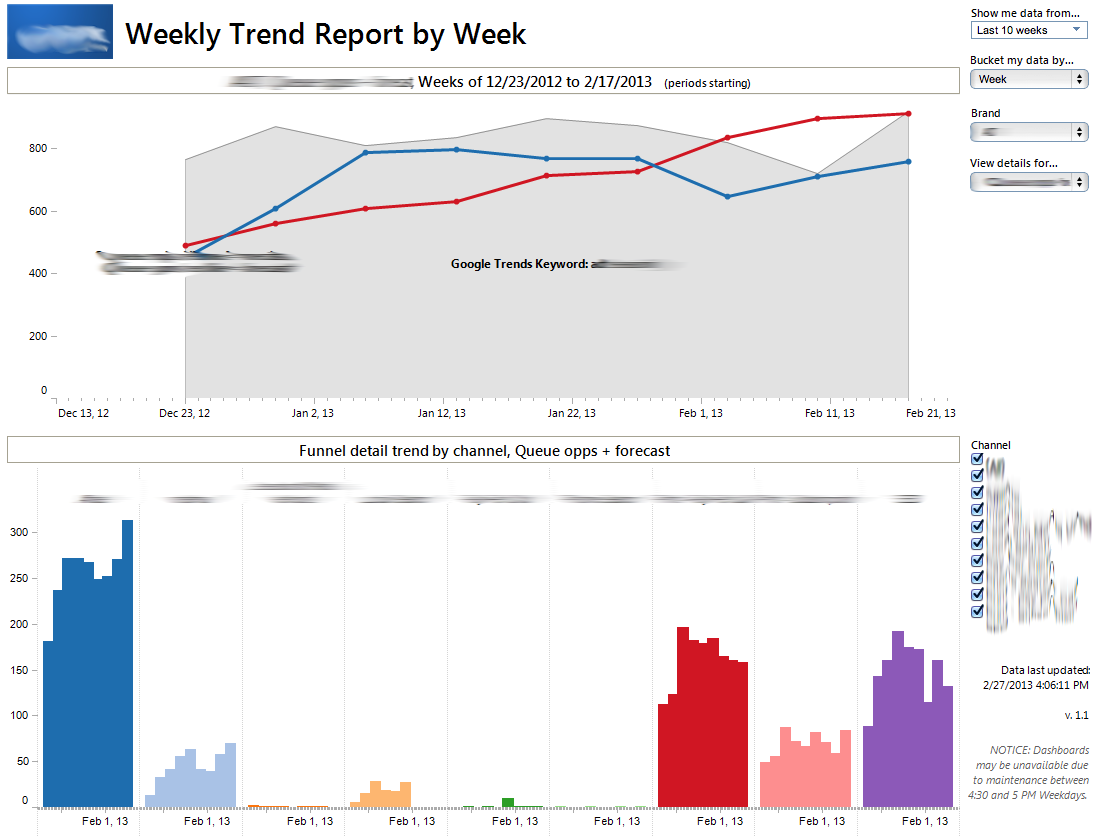 Weekly Trend Report by Week
Show me data from...
Last 10 weeks
Bucket my data by...
Week
Brand
View details for...
Weeks of 12/23/2012 to 2/17/2013 (periods starting)
800
600
400
200
0
Google Trends Keyword:
Dec 13, 12 Dec 23, 12 Jan 2, 13 Jan 12, 13 Jan 22, 13 Feb 1, 13 Feb 11, 13 Feb 21, 13
Funnel detail trend by channel, Queue opps + forecast
300
250
200
150
100
50
0
Feb 1, 13 Feb 1, 13 Feb 1, 13 Feb 1, 13 Feb 1, 13 Feb 1, 13 Feb 1, 13 Feb 1, 13 Feb 1, 13
Channel
Data last updated:
2/27/2013 4:06:11 PM
v. 1.1
NOTICE: Dashboards
may be unavailable due
to maintenance between
4:30 and 5 PM Weekdays.